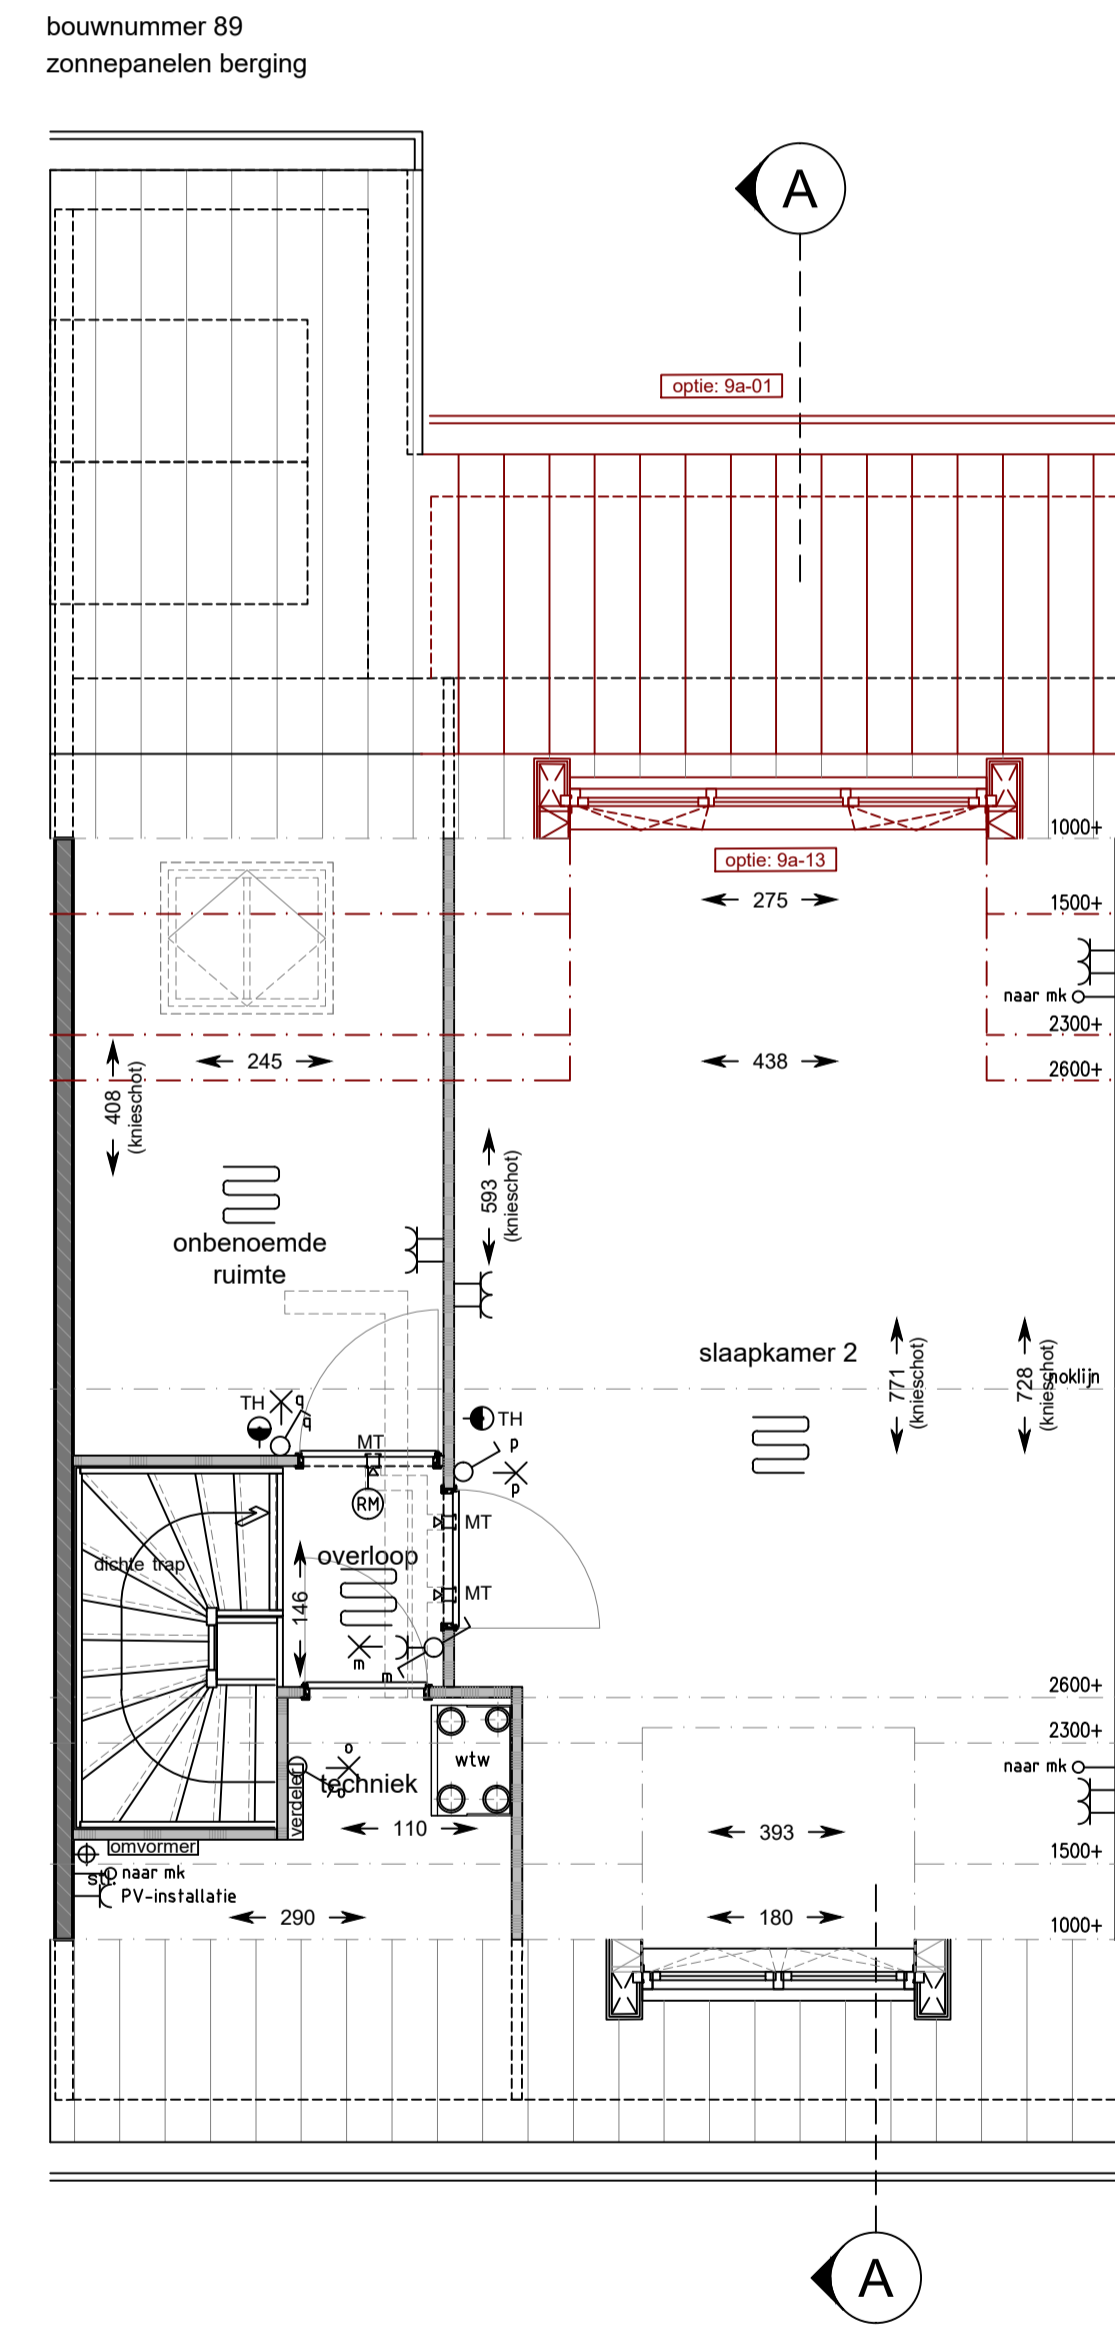 bouwnummer 89
zonnepanelen berging
A
optie: 9a-01
1000+
optie: 9a-13
275
1500+
naar mk
2300+
245
438
2600+
408
(knieschot)
593
(knieschot)
onbenoemde
ruimte
slaapkamer 2
771
(knieschot)
728
(knieschot)
noklijn
TH
q
q
TH
MT
p
p
RM
MT
dichte trap
overloop
146
MT
m
m
2600+
2300+
o
o
wtw
techniek
naar mk
verdeler
110
393
omvormer
1500+
naar mk
PV-installatie
290
180
1000+
A